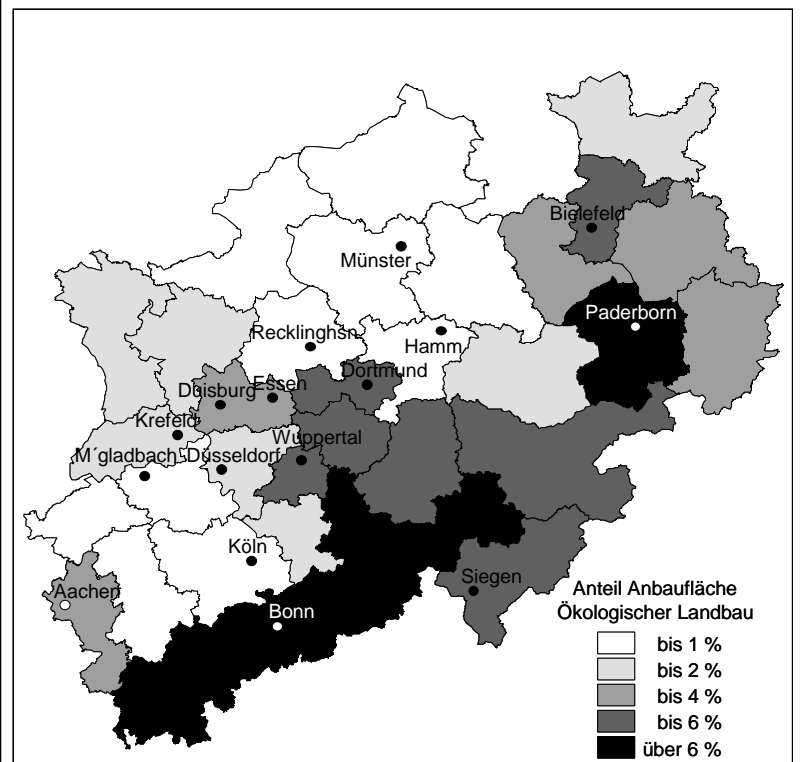 Bielefeld
Münster
Paderborn
Recklinghsn.
Hamm
Dortmund
Duisburg
Essen
Krefeld
Wuppertal
M´gladbach
Düsseldorf
Köln
Aachen
Siegen
Bonn
Anteil Anbaufläche
Ökologischer Landbau
bis 1 %
bis 2 %
bis 4 %
bis 6 %
über 6 %